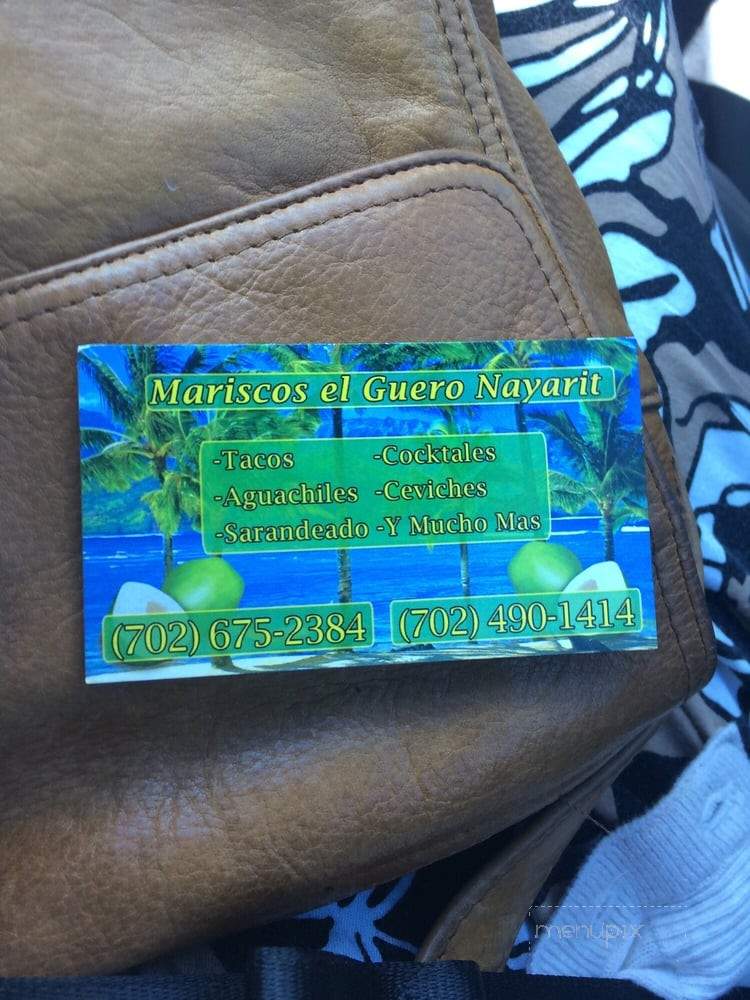 Mariscos el Guero Nayarit
-Tacos -Cocktales
-Aguachiles -Ceviches
-Sarandeado -Y Mucho Mas
(702) 675-2384 (702) 490-1414
menupix